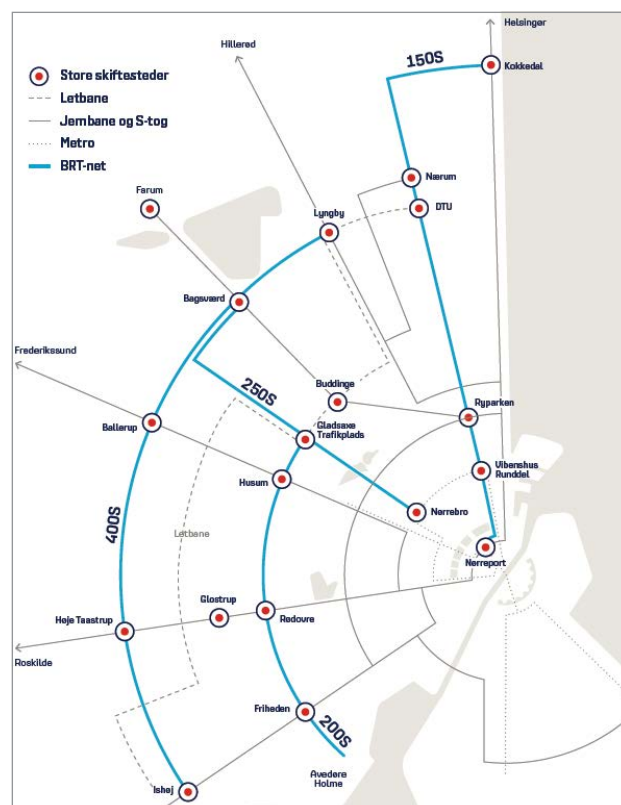 Helsingør
Hillerød
150S
Kokkedal
Store skiftesteder
Letbane
Jernbane og S-tog
Metro
BRT-net
Nærum
Farum
DTU
Lyngby
Bagsværd
Frederikssund
Buddinge
250S
Ryparken
Gladsaxe
Trafikplads
Ballerup
Vibenshus
Runddel
Husum
Nørrebro
400S
Letbane
Nørreport
Glostrup
Høje Taastrup
Rødovre
Roskilde
Friheden
200S
Avedøre
Holme
Ishøj